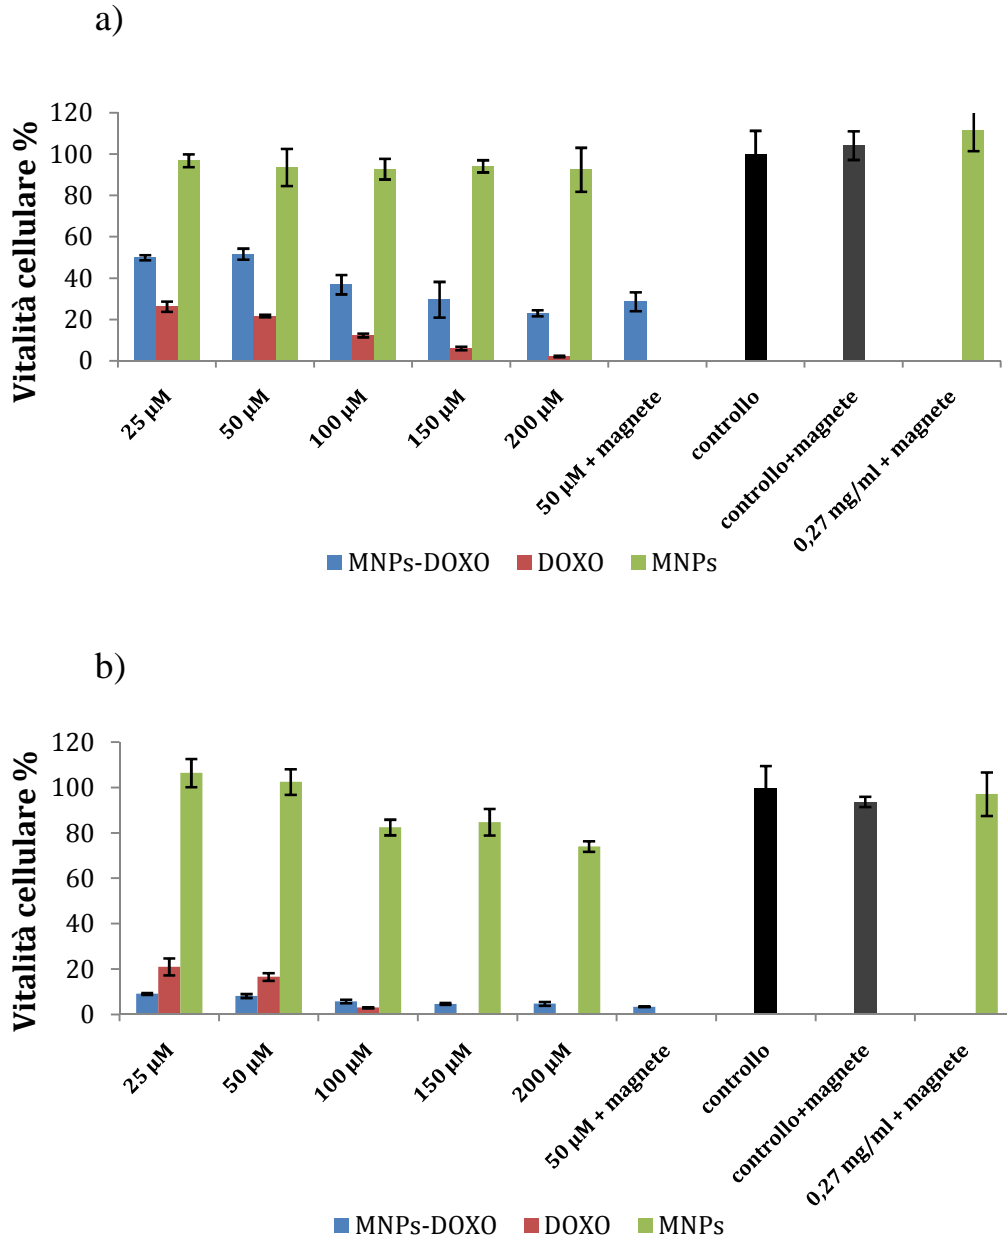 a)
Vitalità cellulare %
120
100
80
60
40
20
0
25 µM
50 µM
100 µM
150 µM
200 µM
50 µM + magnete
controllo
controllo+magnete
0,27 mg/ml + magnete
MNPs-DOXO DOXO MNPs
b)
Vitalità cellulare %
120
100
80
60
40
20
0
25 µM
50 µM
100 µM
150 µM
200 µM
50 µM + magnete
controllo
controllo+magnete
0,27 mg/ml + magnete
MNPs-DOXO DOXO MNPs